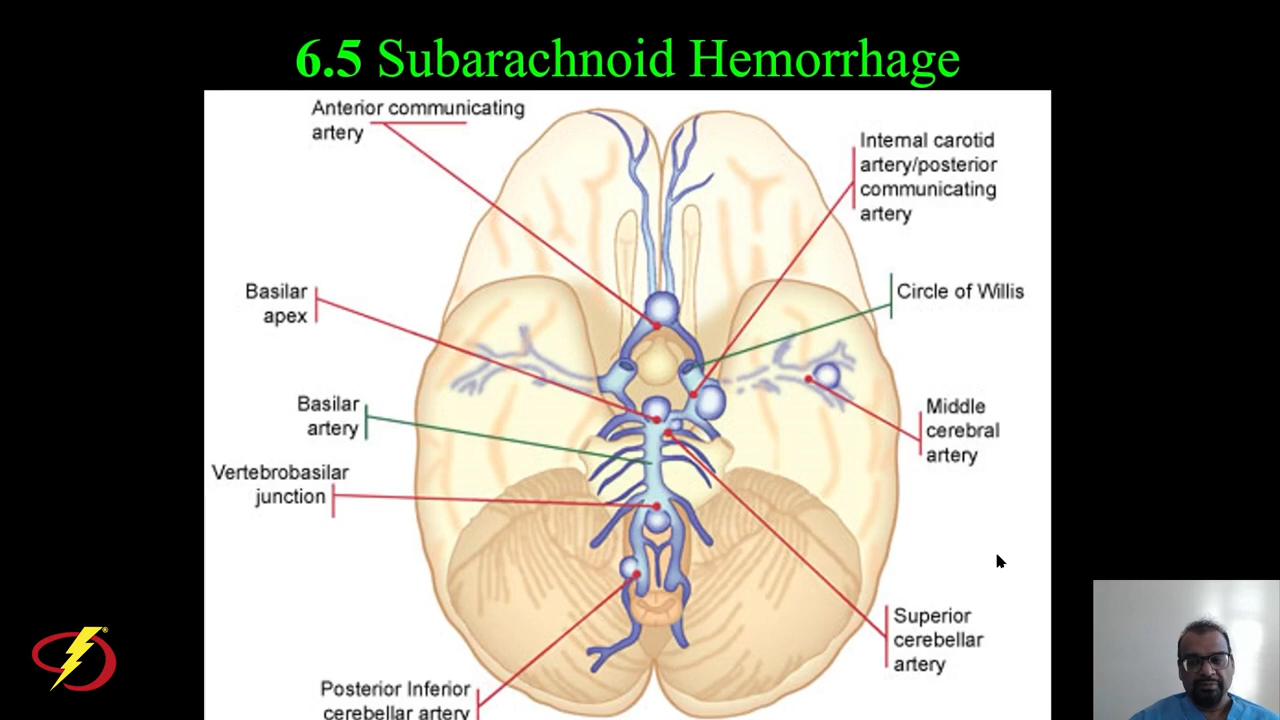 6.5 Subarachnoid Hemorrhage
Anterior communicating
artery
Internal carotid
artery/posterior
communicating
artery
Basilar
apex
Circle of Willis
Basilar
artery
Middle
cerebral
artery
Vertebrobasilar
junction
Superior
cerebellar
artery
Posterior Inferior
cerebellar artery